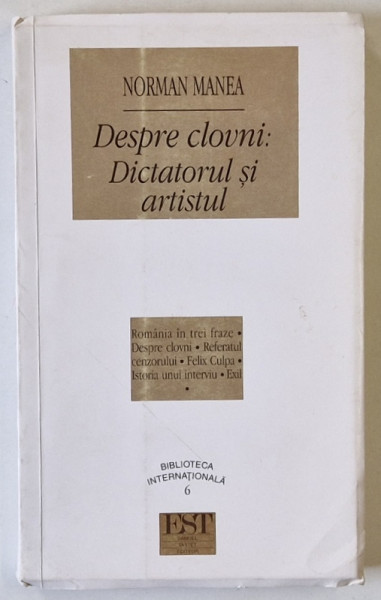 NORMAN MANEA
Despre clovni:
Dictatorul și
artistul
România în trei fraze •
Despre clovni • Referatul
cenzorului • Felix Culpa •
Istoria unui interviu • Exil
•
BIBLIOTECA
INTERNAȚIONALĂ
6
EST